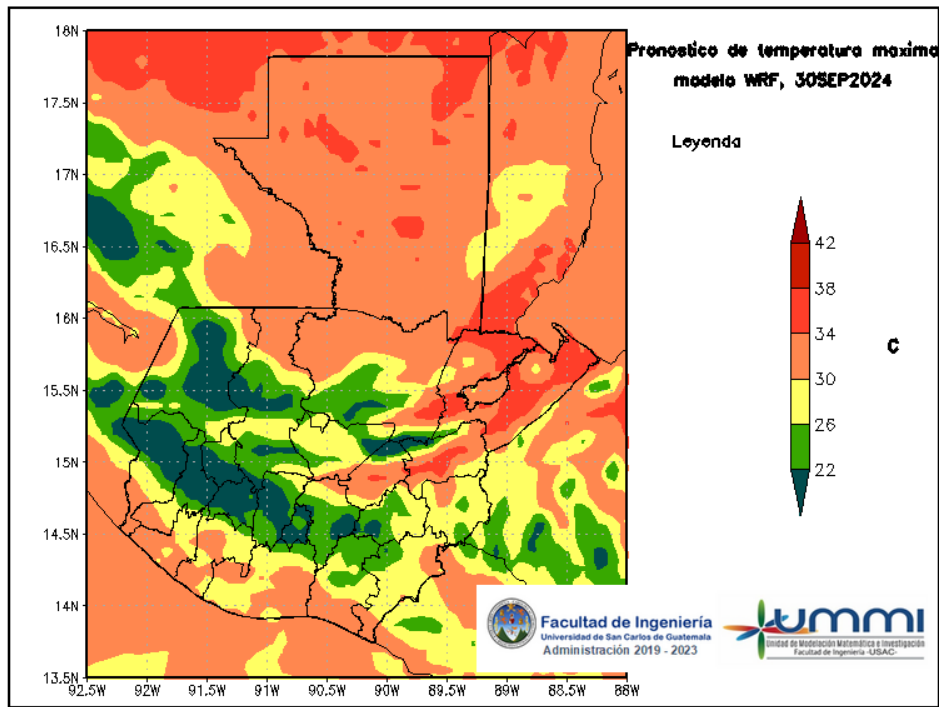 Pronostico de temperatura maxima
modelo WRF, 30SEP2024
Leyenda
42
38
34
30
26
22
C
18N
17.5N
17N
16.5N
16N
15.5N
15N
14.5N
14N
13.5N
92.5W
92W
91.5W
91W
90.5W
90W
89.5W
89W
88.5W
88W
Facultad de Ingeniería
Universidad de San Carlos de Guatemala
Administración 2019 - 2023
ummi
Unidad de Modelación Matemática e Investigación
Facultad de Ingeniería -USAC-